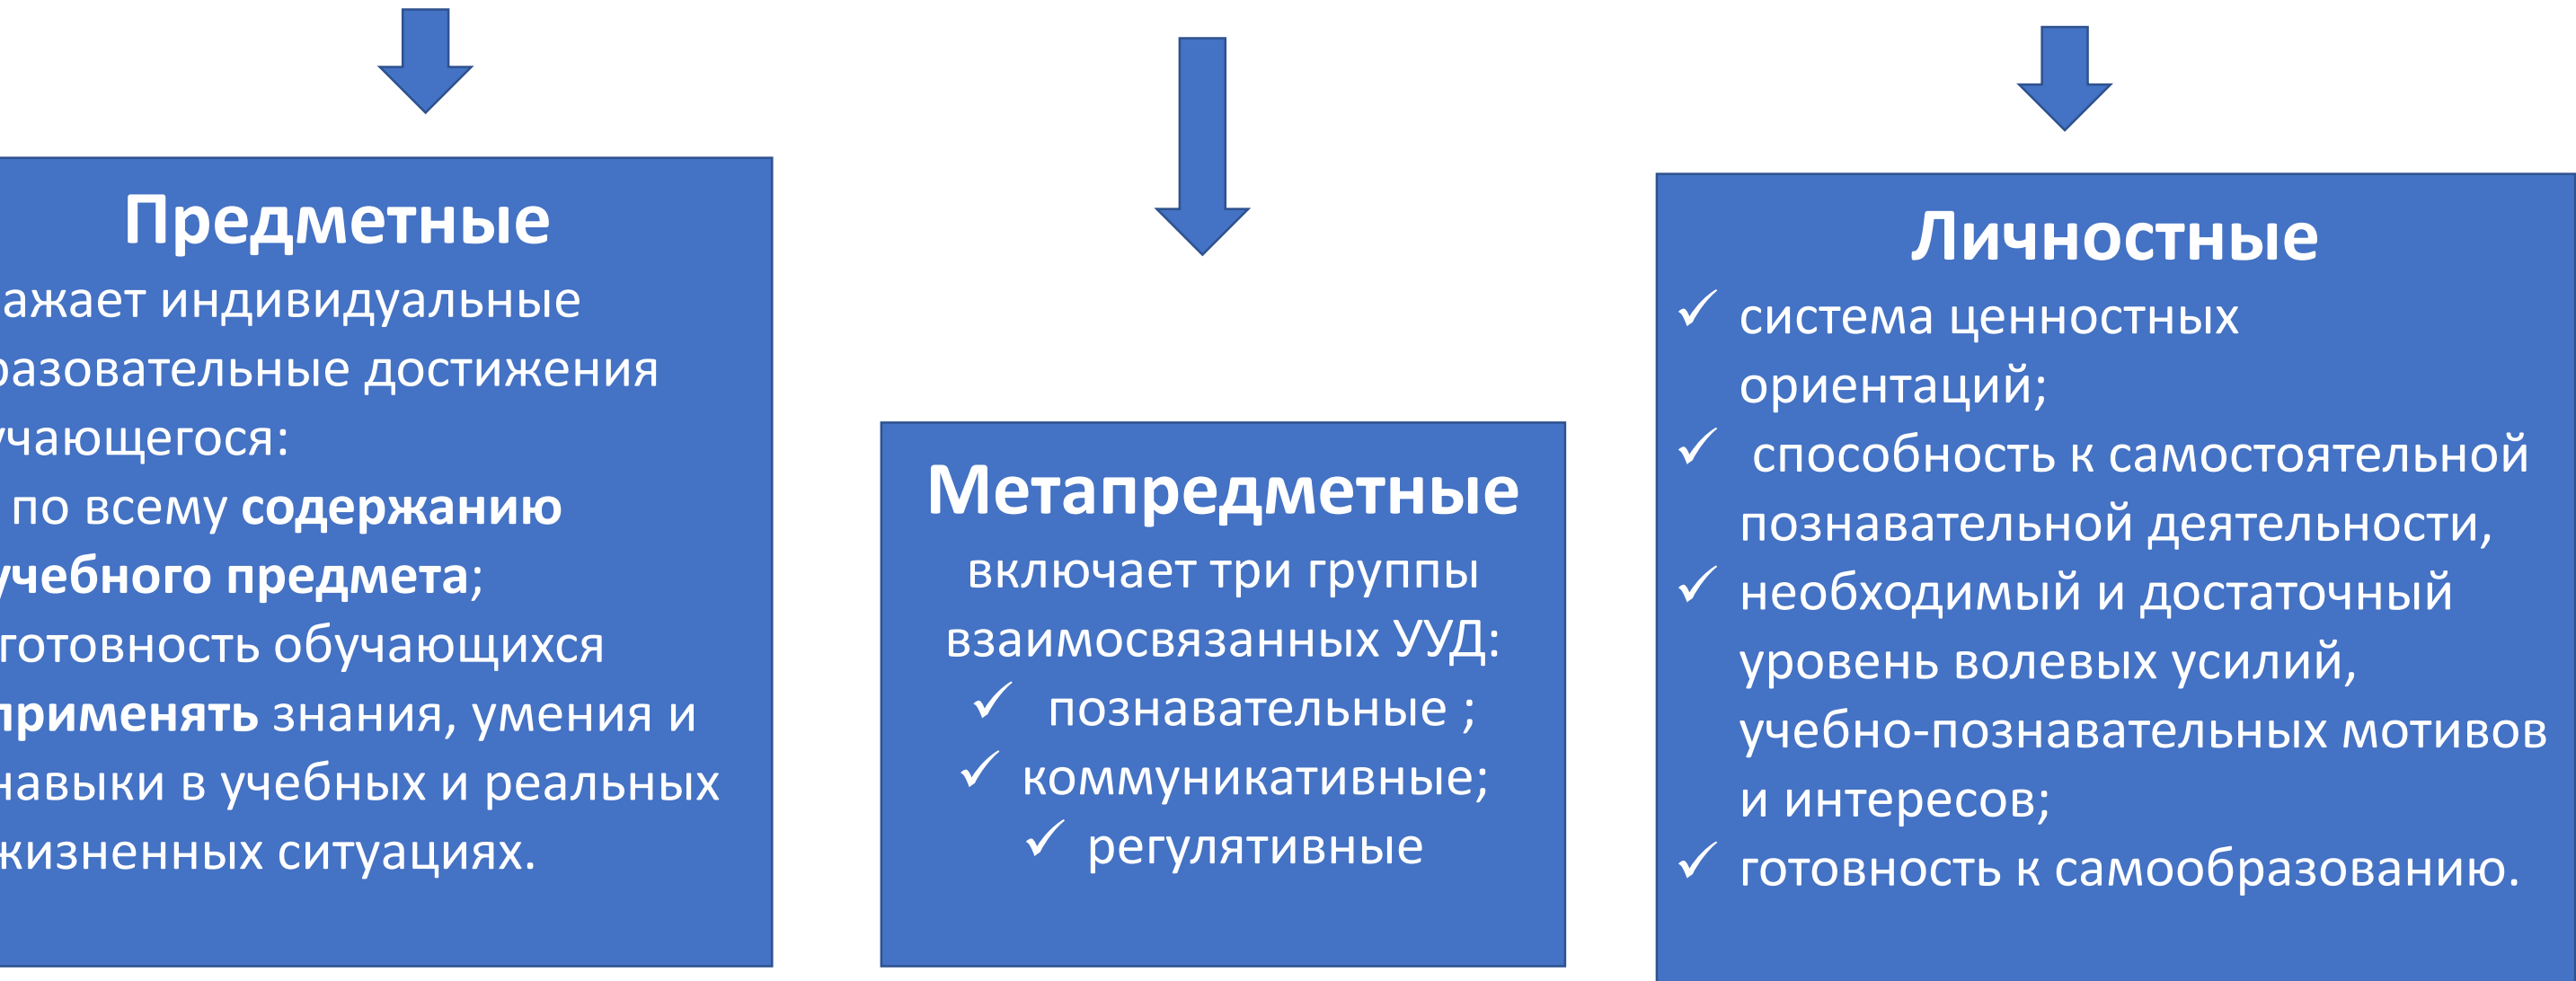 Предметные
ажает индивидуальные
разовательные достижения
учающегося:
по всему содержанию
учебного предмета;
готовность обучающихся
применять знания, умения и
навыки в учебных и реальных
жизненных ситуациях.
Метапредметные
включает три группы
взаимосвязанных УУД:
✓ познавательные ;
✓ коммуникативные;
✓ регулятивные
Личностные
✓ система ценностных
ориентаций;
✓ способность к самостоятельной
познавательной деятельности,
✓ необходимый и достаточный
уровень волевых усилий,
учебно-познавательных мотивов
и интересов;
✓ готовность к самообразованию.